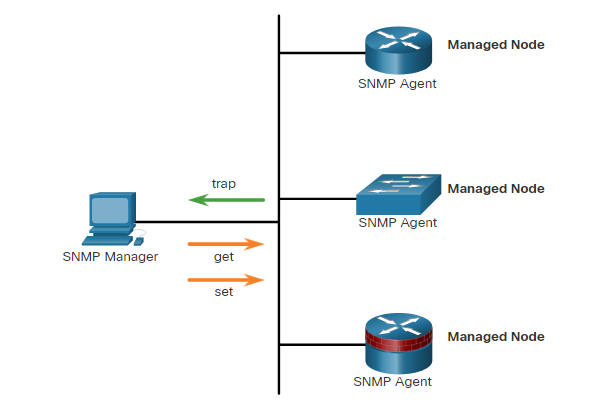 Managed Node
SNMP Agent
trap
Managed Node
SNMP Agent
SNMP Manager
get
set
Managed Node
SNMP Agent